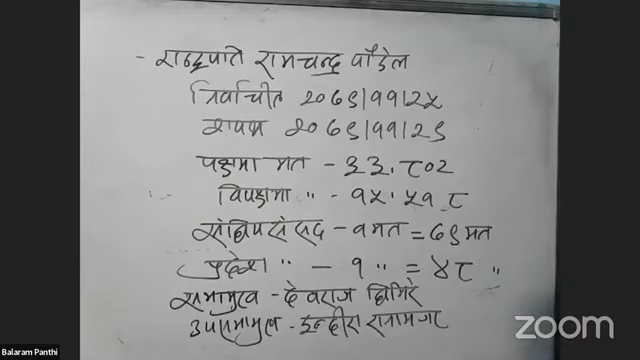 - राष्ट्रपति रामचन्द्र पौडेल
निर्वाचीत २०७९।११।२५
शपथ २०७९।११।२९
पक्षमा मत - ३३.८०२
विपक्षमा " - १५.५१८
संघिय संसद - १ मत = ७९ मत
प्रदेश " - १ " = ४८ "
सभामुख - देवराज घिमिरे
उपसभामुख - इन्दीरा रानामगर
Balaram Panthi
zoom